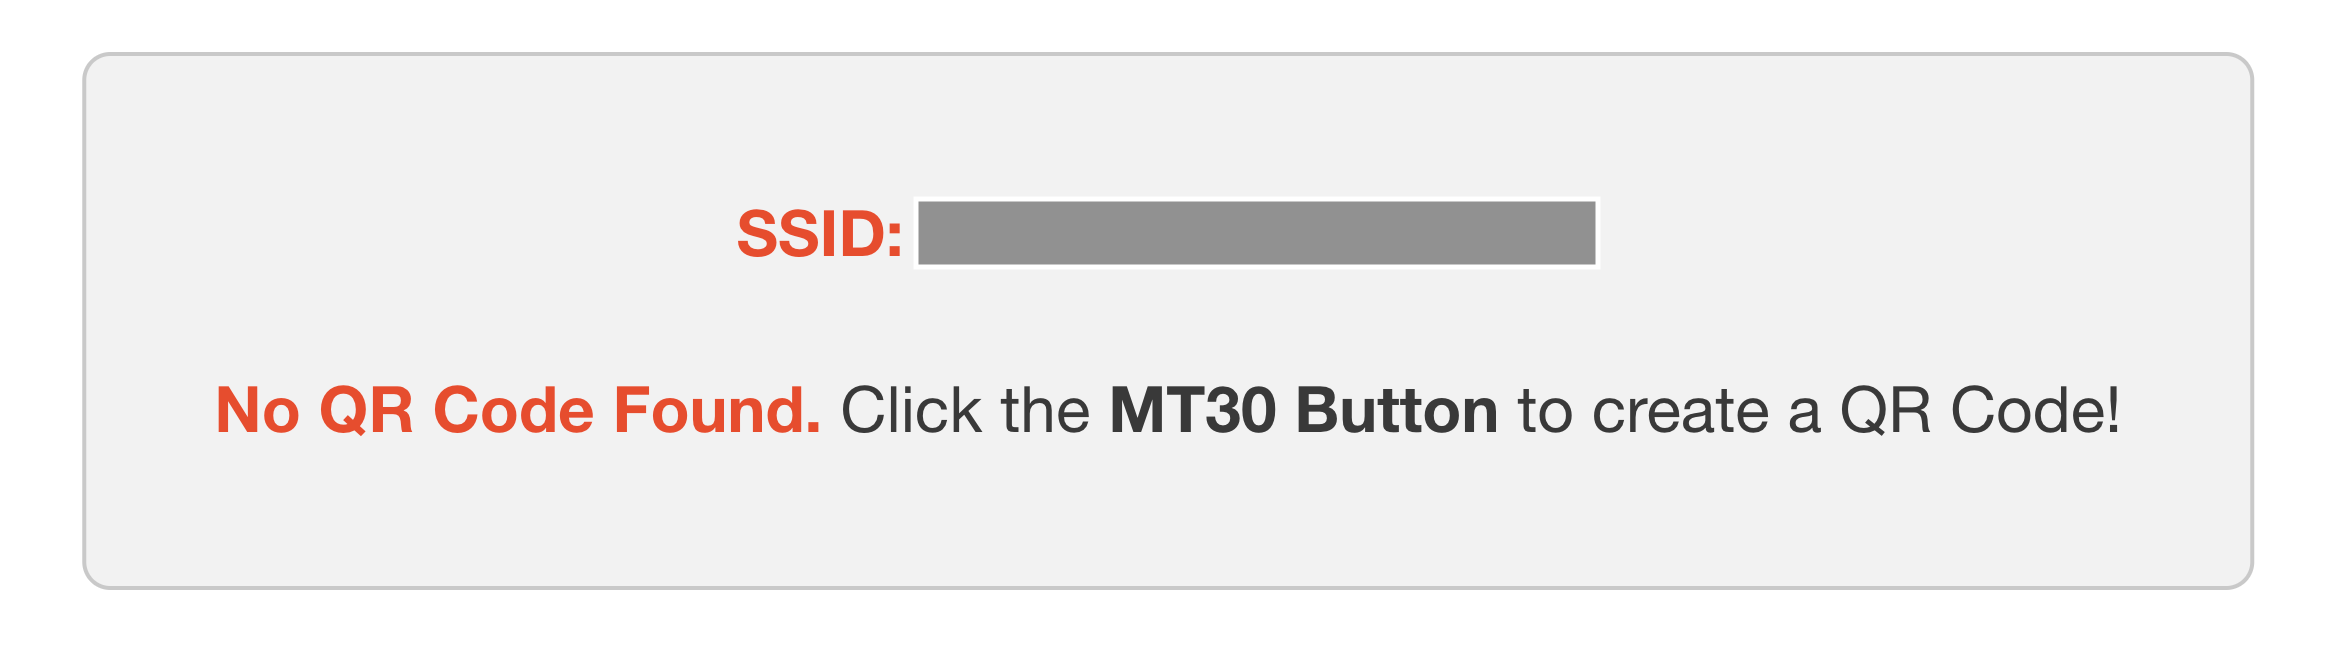 SSID:
No QR Code Found. Click the MT30 Button to create a QR Code!